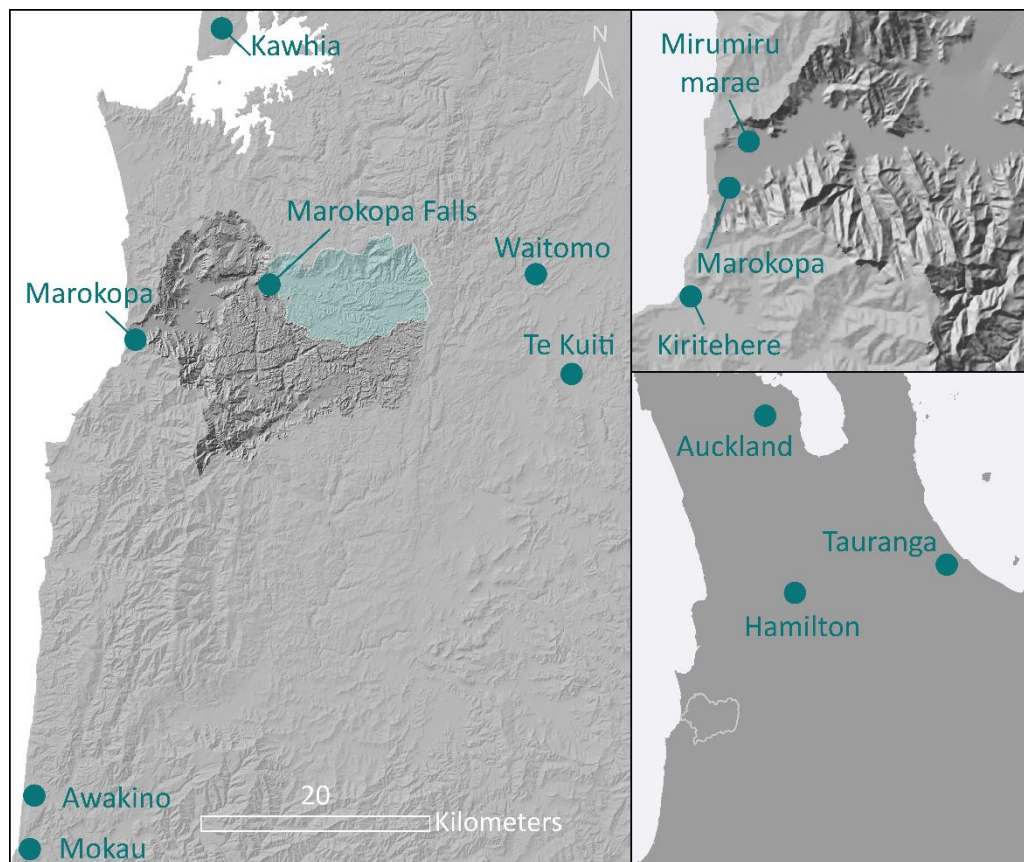 Kawhia
N
Marokopa Falls
Waitomo
Marokopa
Te Kuiti
20
Kilometers
Awakino
Mokau
Mirumiru
marae
Marokopa
Kiritehere
Auckland
Tauranga
Hamilton